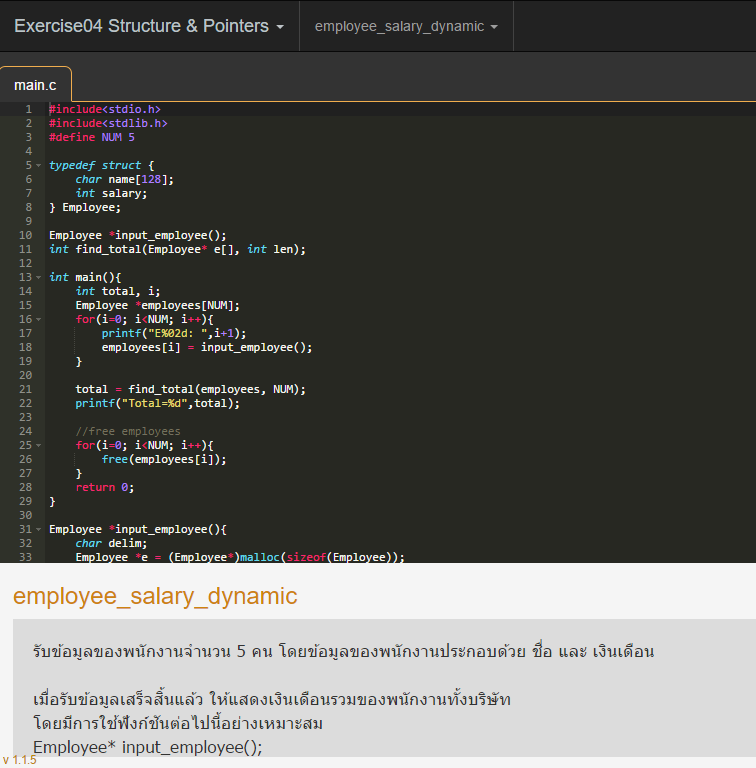 Exercise04 Structure & Pointers employee_salary_dynamic
main.c
1 #include<stdio.h>
2 #include<stdlib.h>
3 #define NUM 5
4
5 typedef struct {
6 char name[128];
7 int salary;
8 } Employee;
9
10 Employee *input_employee();
11 int find_total(Employee* e[], int len);
12
13 int main(){
14 int total, i;
15 Employee *employees[NUM];
16 for(i=0; i<NUM; i++){
17 printf("E%02d: ",i+1);
18 employees[i] = input_employee();
19 }
20
21 total = find_total(employees, NUM);
22 printf("Total=%d",total);
23
24 //free employees
25 for(i=0; i<NUM; i++){
26 free(employees[i]);
27 }
28 return 0;
29 }
30
31 Employee *input_employee(){
32 char delim;
33 Employee *e = (Employee*)malloc(sizeof(Employee));
employee_salary_dynamic
รับข้อมูลของพนักงานจำนวน 5 คน โดยข้อมูลของพนักงานประกอบด้วย ชื่อ และ เงินเดือน
เมื่อรับข้อมูลเสร็จสิ้นแล้ว ให้แสดงเงินเดือนรวมของพนักงานทั้งบริษัท
โดยมีการใช้ฟังก์ชันต่อไปนี้อย่างเหมาะสม
Employee* input_employee();
v 1.1.5